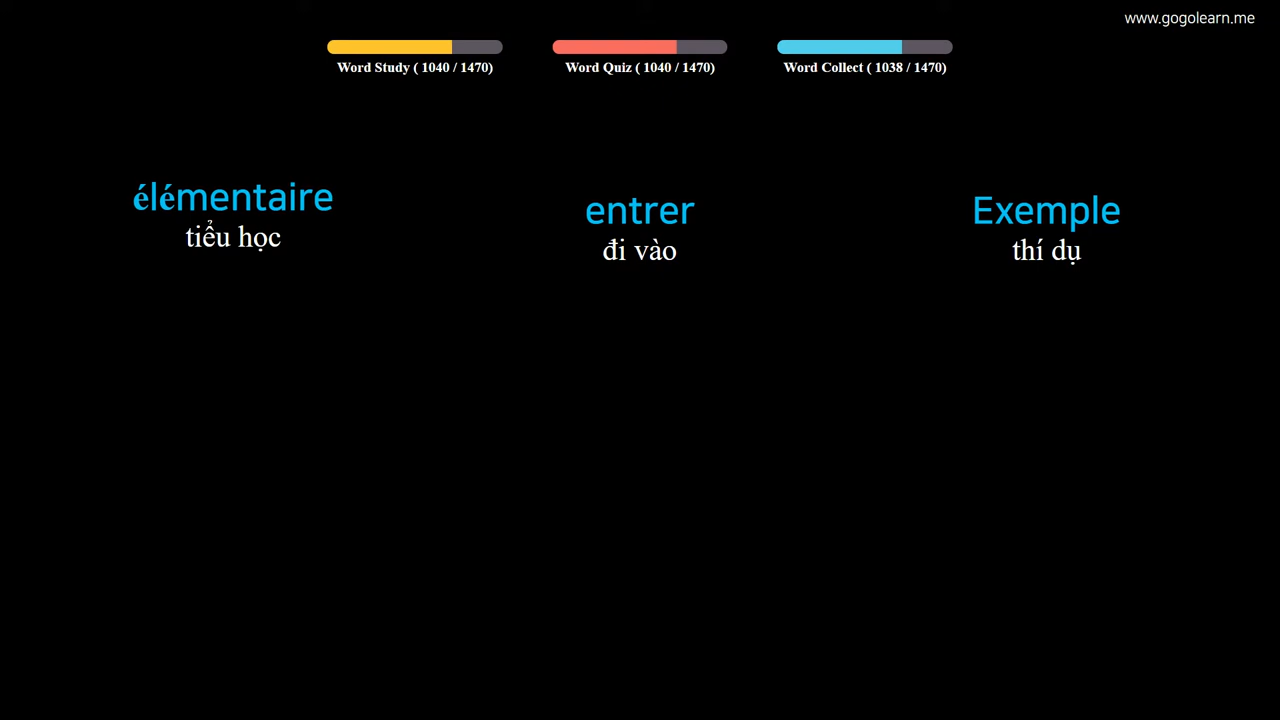 www.gogolearn.me
Word Study ( 1040 / 1470)
Word Quiz ( 1040 / 1470)
Word Collect ( 1038 / 1470)
élémentaire
tiểu học
entrer
đi vào
Exemple
thí dụ